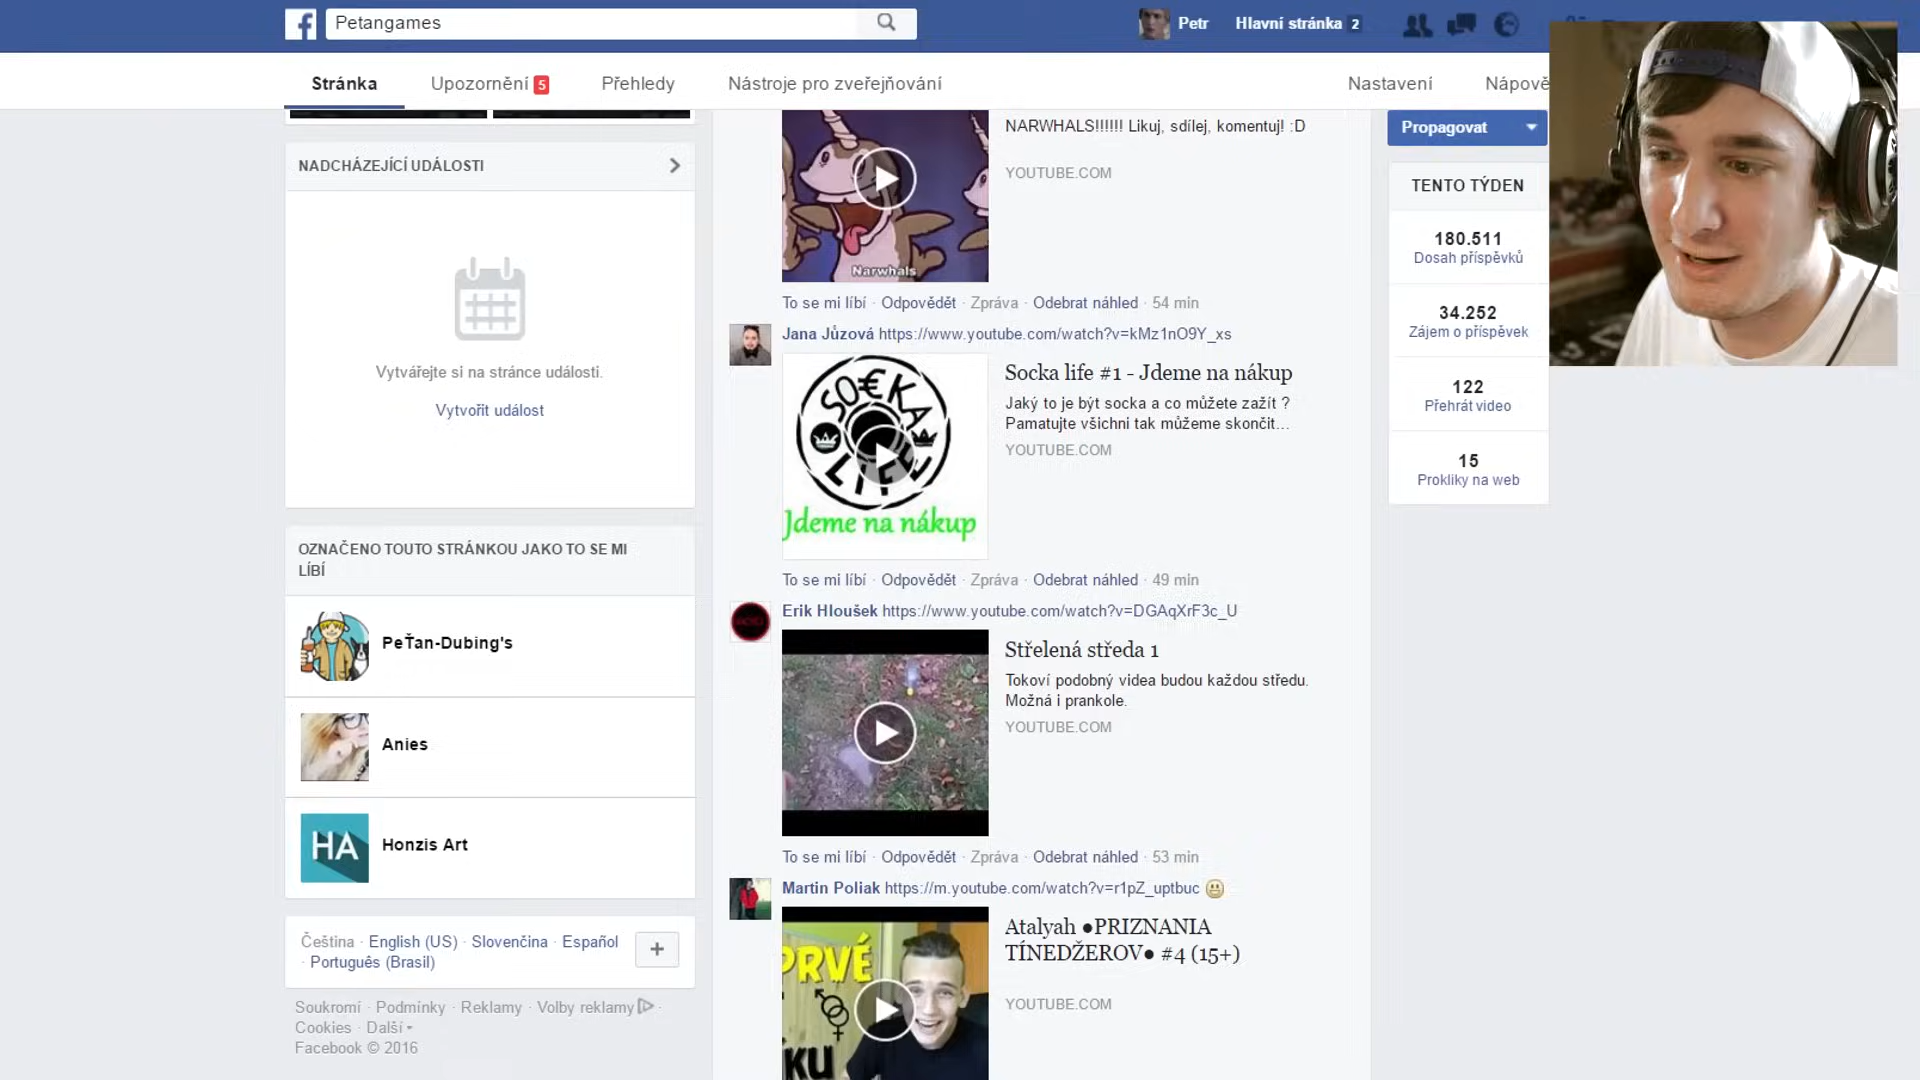 Petangames
Petr
Hlavní stránka 2
Stránka
Upozornění 5
Přehledy
Nástroje pro zveřejňování
Nastavení
Nápově
NADCHÁZEJÍCÍ UDÁLOSTI
Vytvářejte si na stránce události.
Vytvořit událost
OZNAČENO TOUTO STRÁNKOU JAKO TO SE MI
LÍBÍ
PeŤan-Dubing's
Anies
HA
Honzis Art
Čeština · English (US) · Slovenčina · Español
· Português (Brasil)
Soukromí · Podmínky · Reklamy · Volby reklamy ·
Cookies · Další
Facebook © 2016
NARWHALS!!!!!! Likuj, sdílej, komentuj! :D
YOUTUBE.COM
Narwhals
To se mi líbí · Odpovědět · Zpráva · Odebrat náhled · 54 min
Jana Jůzová https://www.youtube.com/watch?v=kMz1nO9Y_xs
SO€KA
LIFE
Jdeme na nákup
Socka life #1 - Jdeme na nákup
Jaký to je být socka a co můžete zažít ?
Pamatujte všichni tak můžeme skončit...
YOUTUBE.COM
To se mi líbí · Odpovědět · Zpráva · Odebrat náhled · 49 min
Erik Hloušek https://www.youtube.com/watch?v=DGAqXrF3c_U
Střelená středa 1
Tokoví podobný videa budou každou středu.
Možná i prankole.
YOUTUBE.COM
To se mi líbí · Odpovědět · Zpráva · Odebrat náhled · 53 min
Martin Poliak https://m.youtube.com/watch?v=r1pZ_uptbuc
PRVÉ
KU
Atalyah ●PRIZNANIA
TÍNEDŽEROV● #4 (15+)
YOUTUBE.COM
Propagovat
TENTO TÝDEN
180.511
Dosah příspěvků
34.252
Zájem o příspěvek
122
Přehrát video
15
Prokliky na web